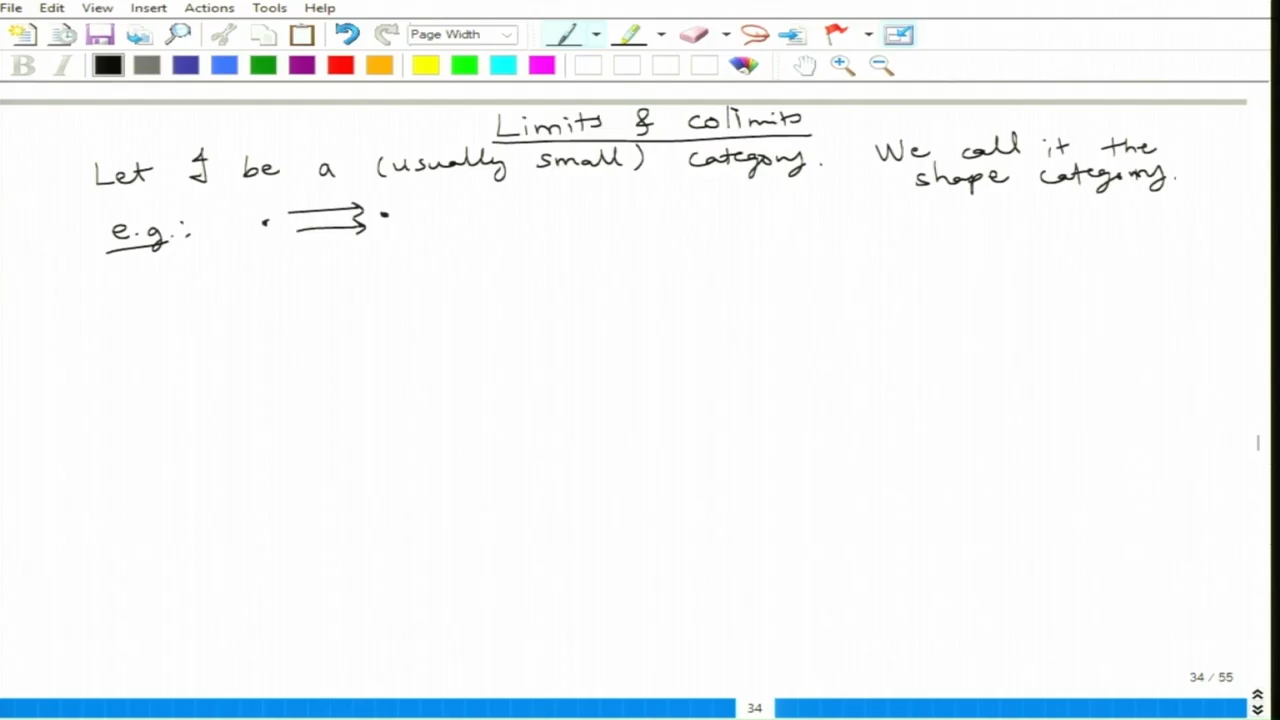 File Edit View Insert Actions Tools Help
Page Width
B I
Limits & colimits
Let J be a (usually small) category. We call it the
shape category.
e.g.:
34 / 55
34